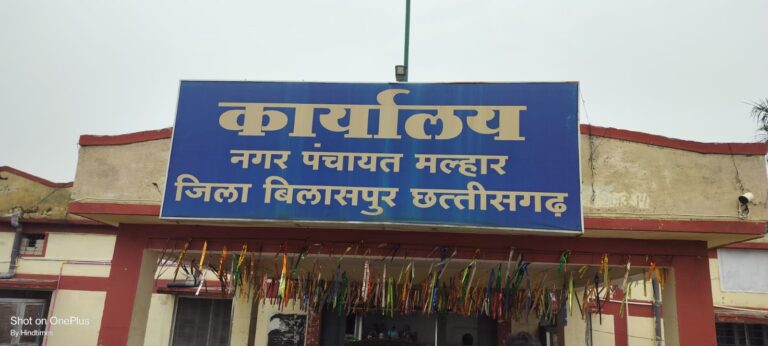 कार्यालय
नगर पंचायत मल्हार
जिला बिलासपुर छत्तीसगढ़
Shot on OnePlus
By Hindtimes